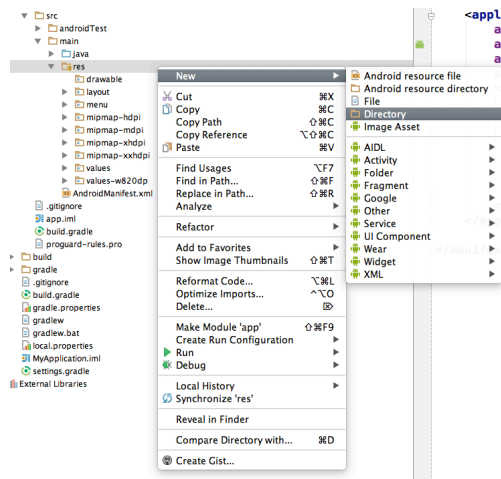 src
androidTest
main
java
res
drawable
layout
menu
mipmap-hdpi
mipmap-mdpi
mipmap-xhdpi
mipmap-xxhdpi
values
values-w820dp
AndroidManifest.xml
.gitignore
app.iml
build.gradle
proguard-rules.pro
build
gradle
.gitignore
build.gradle
gradle.properties
gradlew
gradlew.bat
local.properties
MyApplication.iml
settings.gradle
External Libraries
New
Cut ⌘X
Copy ⌘C
Copy Path ⇧⌘C
Copy Reference ⌥⇧⌘C
Paste ⌘V
Find Usages ⌥F7
Find in Path... ⇧⌘F
Replace in Path... ⇧⌘R
Analyze
Refactor
Add to Favorites
Show Image Thumbnails ⇧⌘T
Reformat Code... ⌥⌘L
Optimize Imports... ^⌥O
Delete... ⌦
Make Module 'app' ⇧⌘F9
Create Run Configuration
Run
Debug
Local History
Synchronize 'res'
Reveal in Finder
Compare Directory with... ⌘D
Create Gist...
Android resource file
Android resource directory
File
Directory
Image Asset
AIDL
Activity
Folder
Fragment
Google
Other
Service
UI Component
Wear
Widget
XML
<appl
a
a
a
</manif